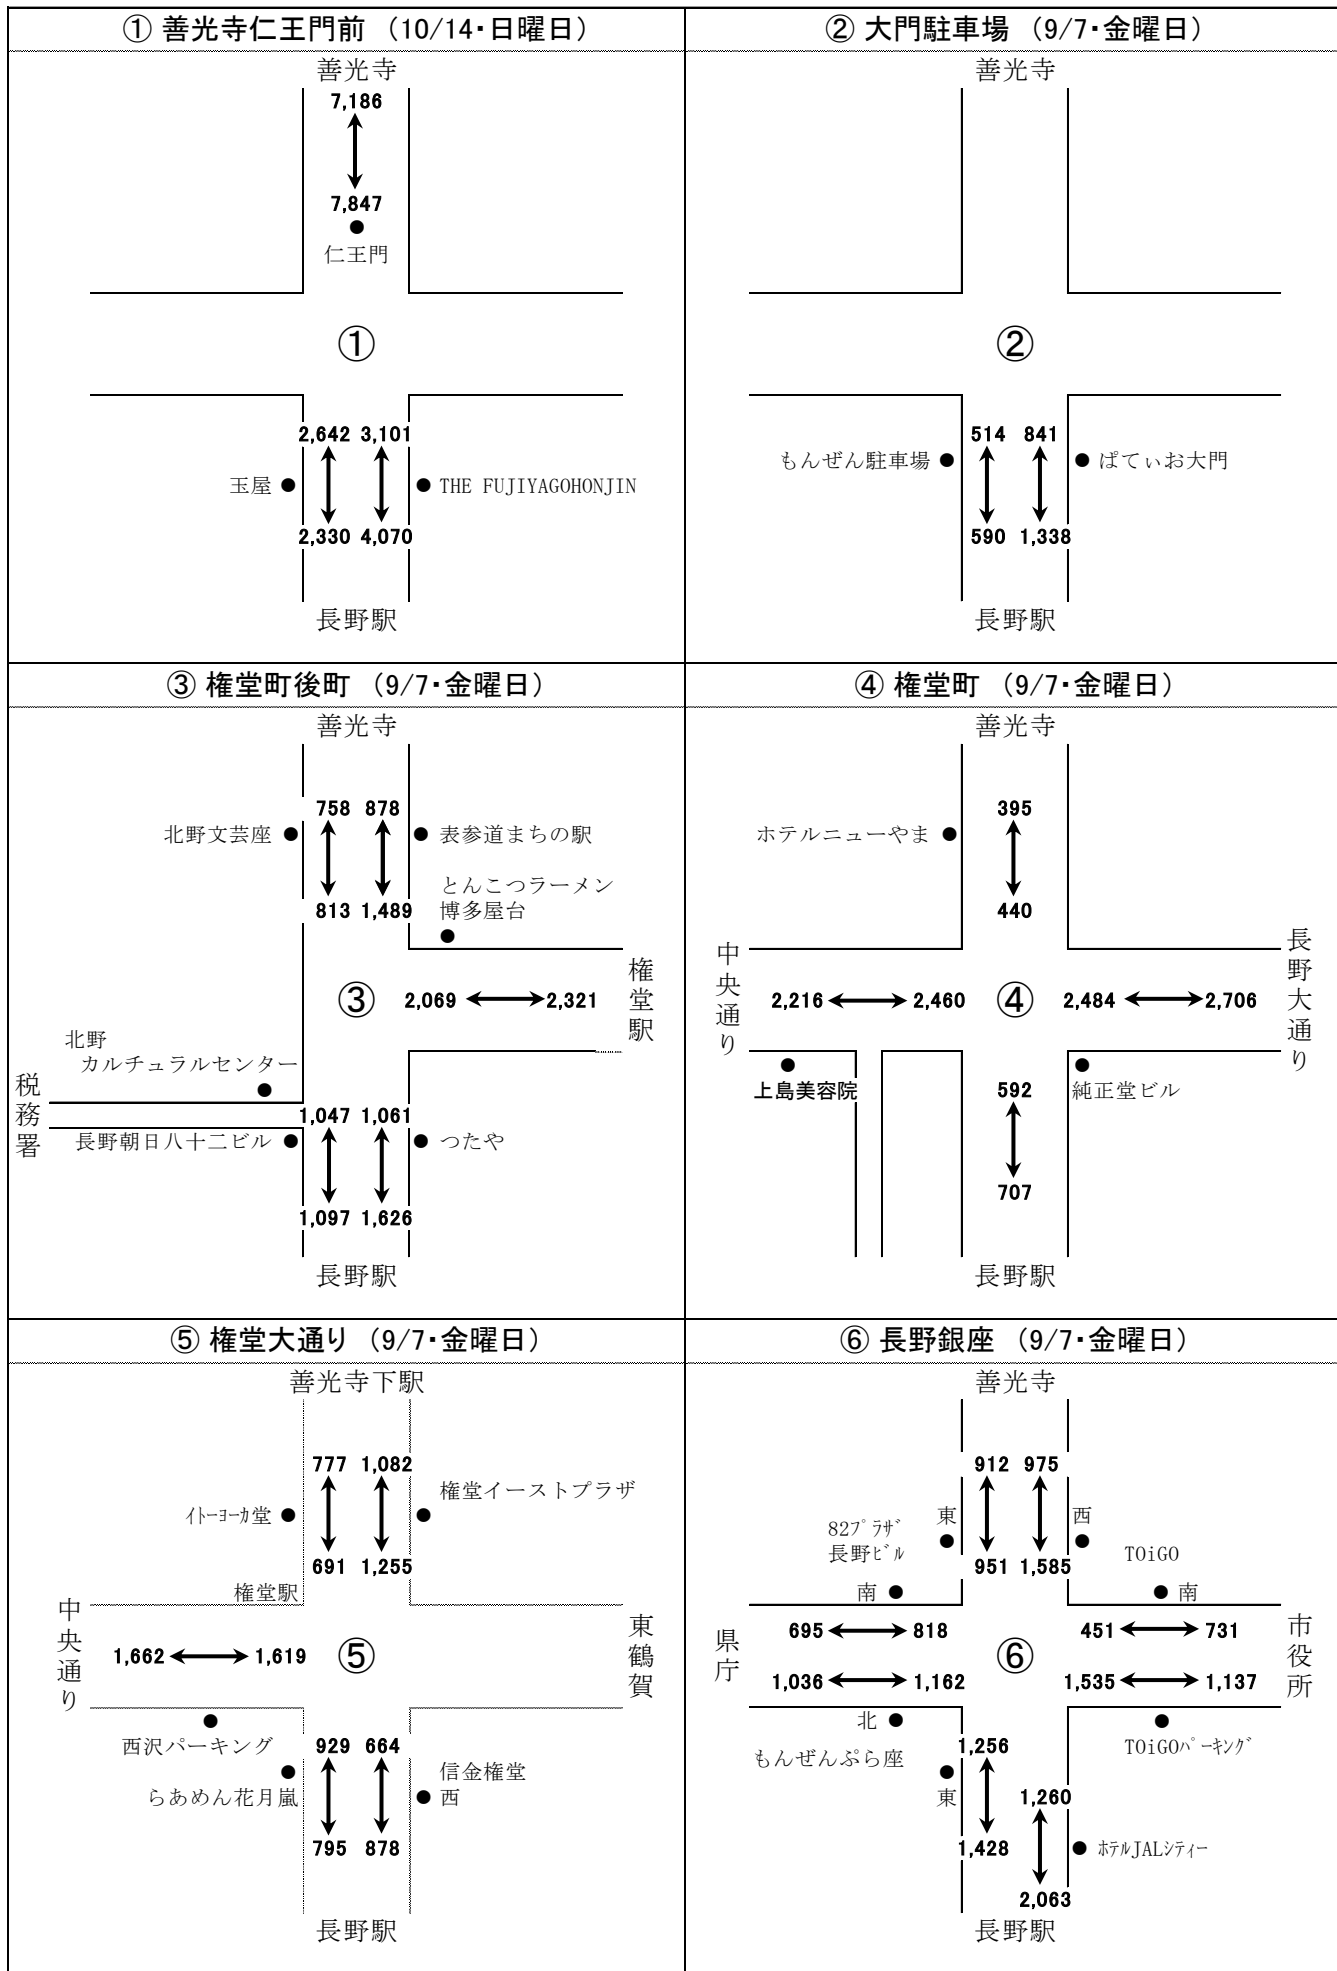 ① 善光寺仁王門前 （10/14・日曜日）
善光寺
7,186
7,847
仁王門
①
2,642 3,101
玉屋 ● ● THE FUJIYAGOHONJIN
2,330 4,070
長野駅
② 大門駐車場 （9/7・金曜日）
善光寺
②
514 841
もんぜん駐車場 ● ● ぱてぃお大門
590 1,338
長野駅
③ 権堂町後町 （9/7・金曜日）
善光寺
758 878
北野文芸座 ● ● 表参道まちの駅
とんこつラーメン
博多屋台
813 1,489
③ 2,069 2,321
権堂駅
北野
カルチュラルセンター
税務署
1,047 1,061
長野朝日八十二ビル ● ● つたや
1,097 1,626
長野駅
④ 権堂町 （9/7・金曜日）
善光寺
395
ホテルニューやま ●
440
中央通り
長野大通り
2,216 2,460 ④ 2,484 2,706
上島美容院
純正堂ビル
592
707
長野駅
⑤ 権堂大通り （9/7・金曜日）
善光寺下駅
777 1,082
イトーヨーカ堂 ● ● 権堂イーストプラザ
691 1,255
権堂駅
中央通り
東鶴賀
1,662 1,619 ⑤
西沢パーキング
929 664
らあめん花月嵐
信金権堂
西
795 878
長野駅
⑥ 長野銀座 （9/7・金曜日）
善光寺
912 975
東 西
82プラザ
長野ビル
TOiGO
951 1,585
南 ● ● 南
県庁
市役所
695 818 451 731
⑥
1,036 1,162 1,535 1,137
北 ●
TOiGOパーキング
もんぜんぷら座
東
1,256
1,260
1,428
ホテルJALシティー
2,063
長野駅